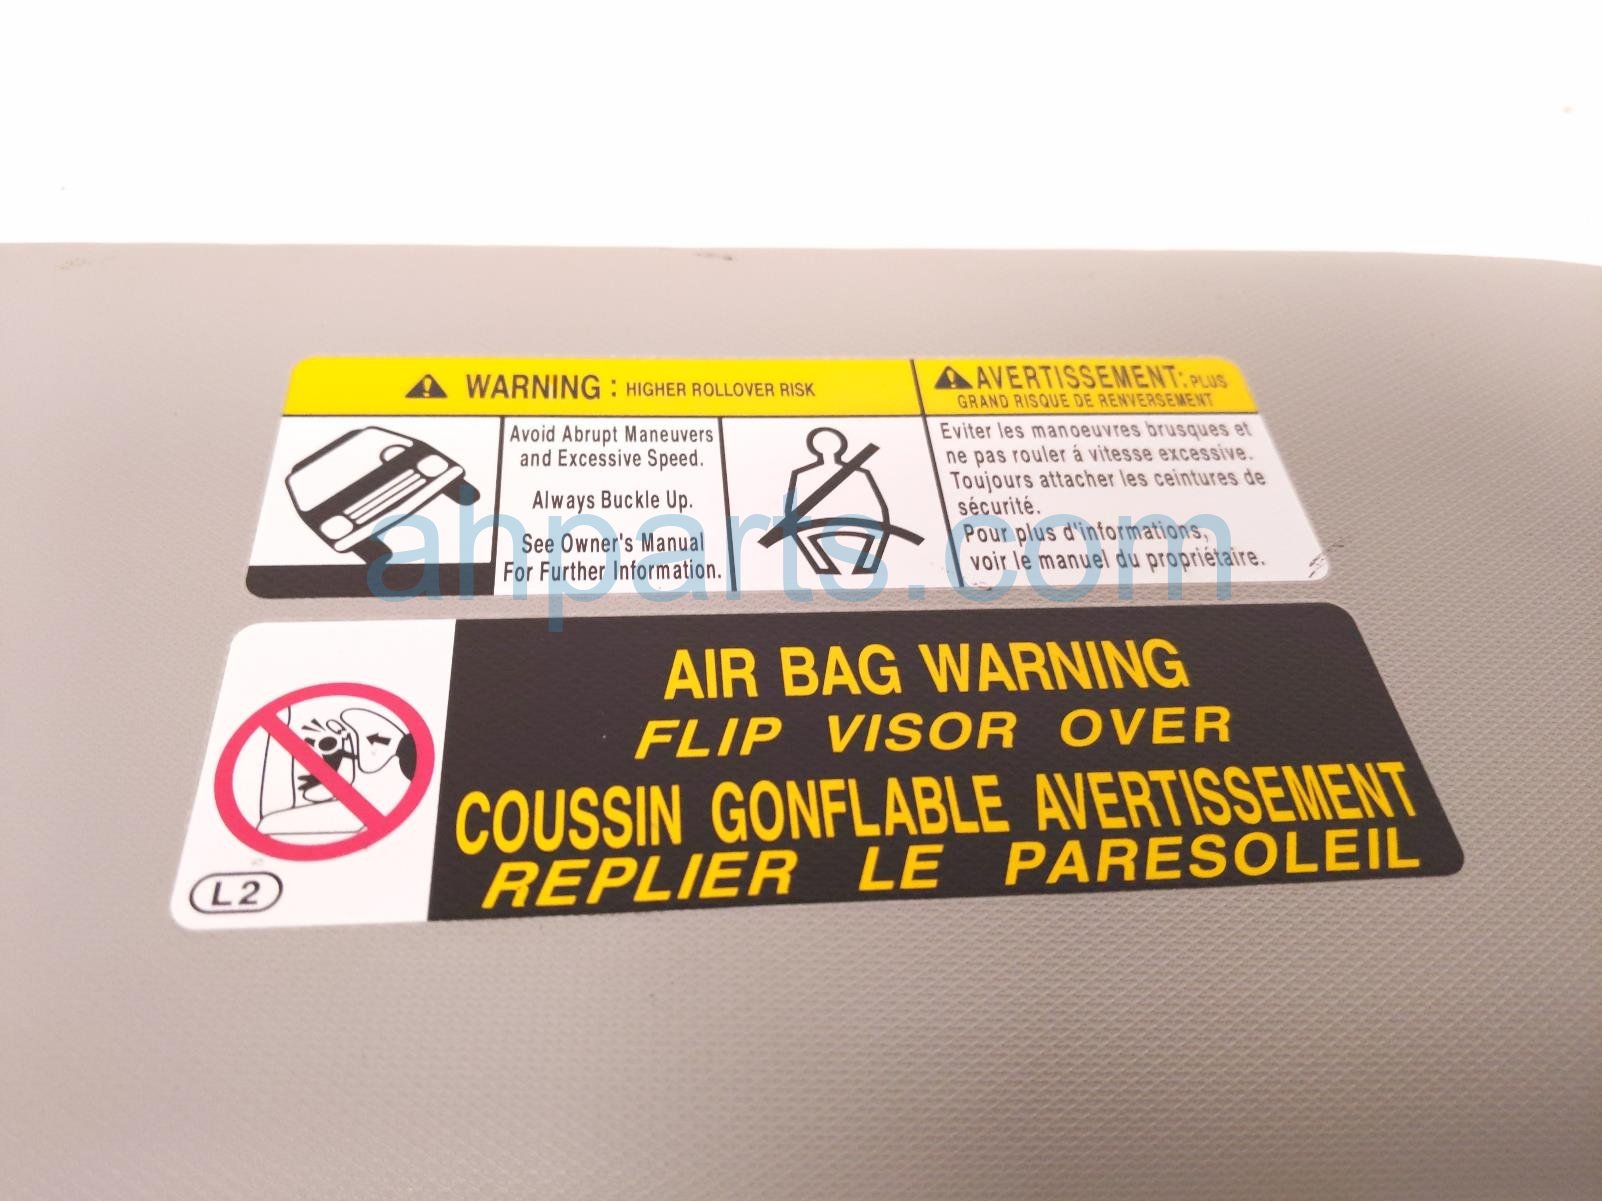 WARNING : HIGHER ROLLOVER RISK
Avoid Abrupt Maneuvers
and Excessive Speed.
Always Buckle Up.
See Owner's Manual
For Further Information.
AVERTISSEMENT: PLUS
GRAND RISQUE DE RENVERSEMENT
Eviter les manoeuvres brusques et
ne pas rouler á vitesse excessive.
Toujours attacher les ceintures de
sécurité.
Pour plus d'informations,
voir le manuel du propriétaire.
ahparts.com
AIR BAG WARNING
FLIP VISOR OVER
COUSSIN GONFLABLE AVERTISSEMENT
REPLIER LE PARESOLEIL
L2